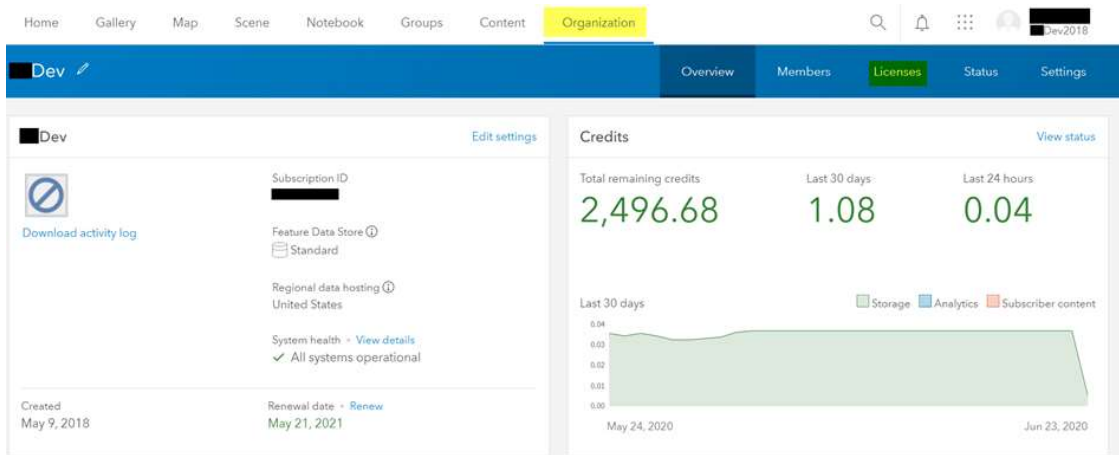 Home Gallery Map Scene Notebook Groups Content Organization
Dev2018
Dev Overview Members Licenses Status Settings
Dev Edit settings
Download activity log
Subscription ID
Feature Data Store
Standard
Regional data hosting
United States
System health • View details
All systems operational
Created
May 9, 2018
Renewal date • Renew
May 21, 2021
Credits View status
Total remaining credits Last 30 days Last 24 hours
2,496.68 1.08 0.04
Last 30 days Storage Analytics Subscriber content
0.04
0.03
0.02
0.01
0.00
May 24, 2020 Jun 23, 2020